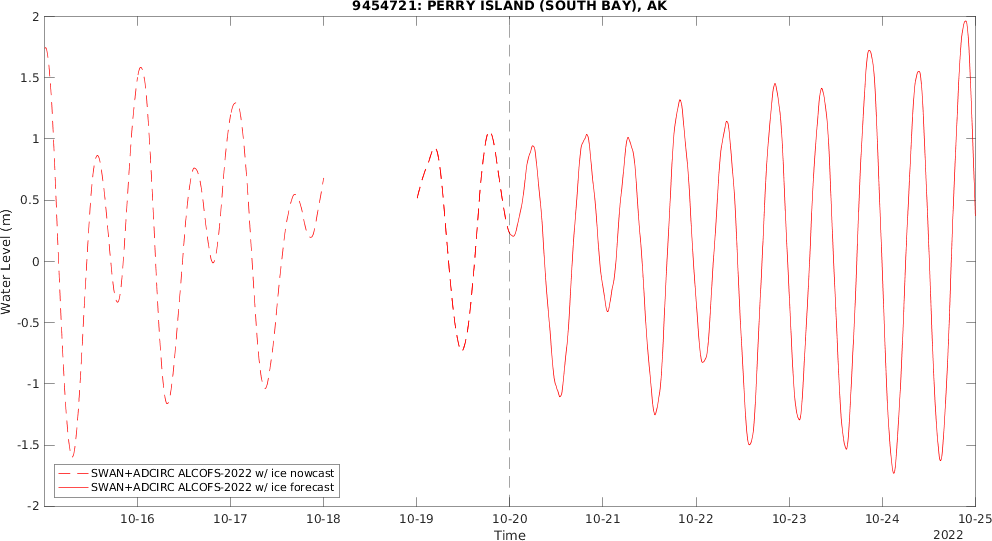 9454721: PERRY ISLAND (SOUTH BAY), AK
Water Level (m)
2
1.5
1
0.5
0
-0.5
-1
-1.5
-2
SWAN+ADCIRC ALCOFS-2022 w/ ice nowcast
SWAN+ADCIRC ALCOFS-2022 w/ ice forecast
10-16 10-17 10-18 10-19 10-20 10-21 10-22 10-23 10-24 10-25
Time
2022